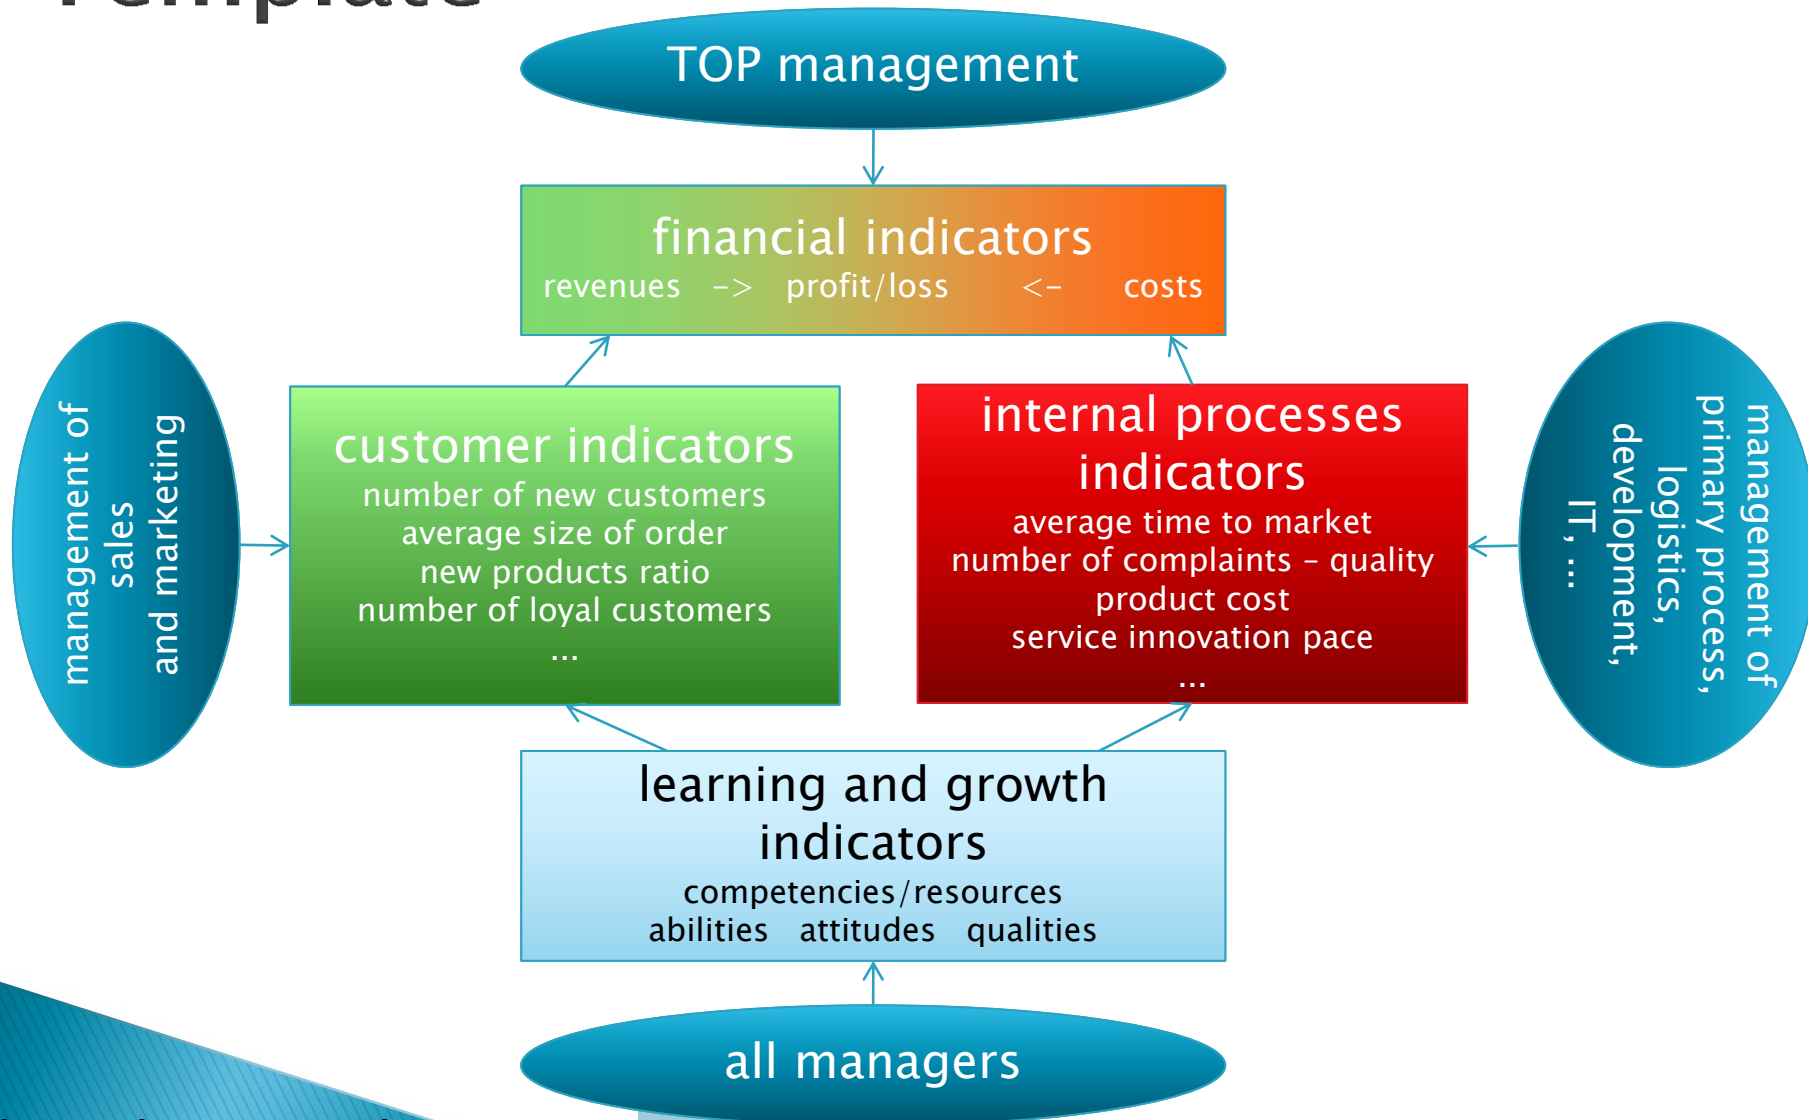 Template
TOP management
financial indicators
revenues -> profit/loss <- costs
management of
sales
and marketing
customer indicators
number of new customers
average size of order
new products ratio
number of loyal customers
...
internal processes
indicators
average time to market
number of complaints – quality
product cost
service innovation pace
...
management of
primary process,
logistics,
development,
IT, ...
learning and growth
indicators
competencies/resources
abilities attitudes qualities
all managers